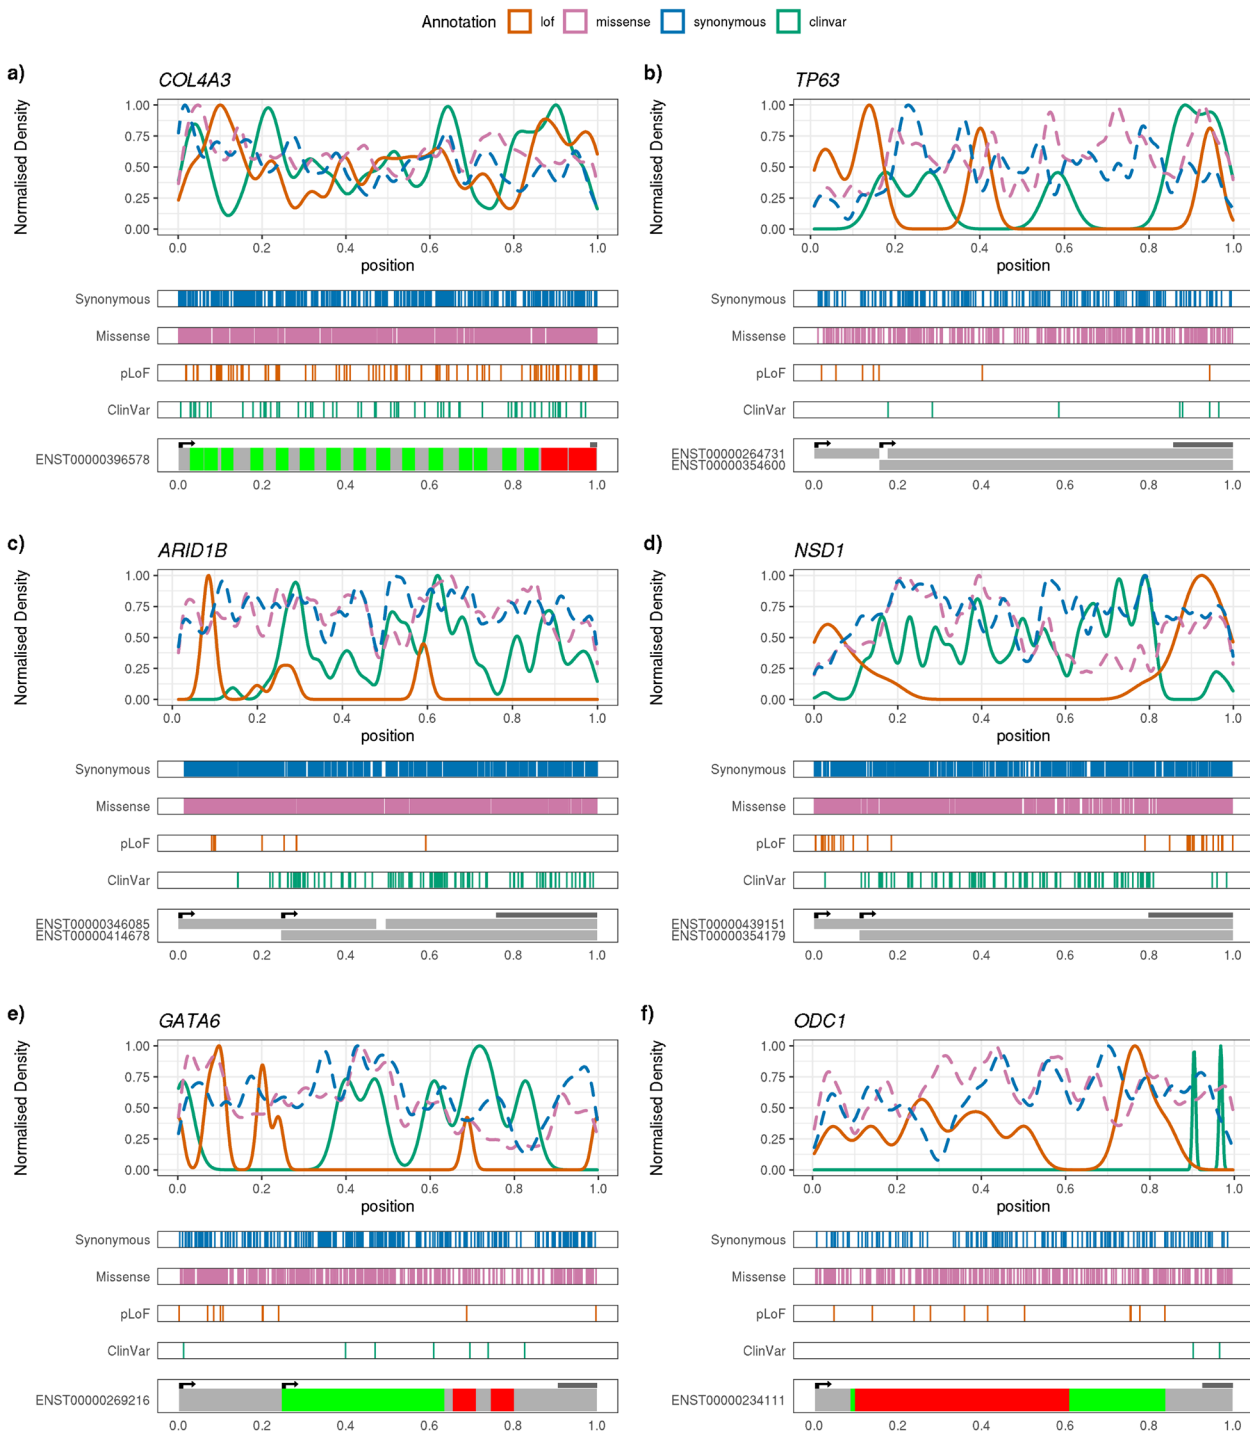 Annotation lof missense synonymous clinvar
a)
COL4A3
Normalised Density
1.00
0.75
0.50
0.25
0.00
0.0 0.2 0.4 0.6 0.8 1.0
position
Synonymous
Missense
pLoF
ClinVar
ENST00000396578
0.0 0.2 0.4 0.6 0.8 1.0
b)
TP63
Normalised Density
1.00
0.75
0.50
0.25
0.00
0.0 0.2 0.4 0.6 0.8 1.0
position
Synonymous
Missense
pLoF
ClinVar
ENST00000264731
ENST00000354600
0.0 0.2 0.4 0.6 0.8 1.0
c)
ARID1B
Normalised Density
1.00
0.75
0.50
0.25
0.00
0.0 0.2 0.4 0.6 0.8 1.0
position
Synonymous
Missense
pLoF
ClinVar
ENST00000346085
ENST00000414678
0.0 0.2 0.4 0.6 0.8 1.0
d)
NSD1
Normalised Density
1.00
0.75
0.50
0.25
0.00
0.0 0.2 0.4 0.6 0.8 1.0
position
Synonymous
Missense
pLoF
ClinVar
ENST00000439151
ENST00000354179
0.0 0.2 0.4 0.6 0.8 1.0
e)
GATA6
Normalised Density
1.00
0.75
0.50
0.25
0.00
0.0 0.2 0.4 0.6 0.8 1.0
position
Synonymous
Missense
pLoF
ClinVar
ENST00000269216
0.0 0.2 0.4 0.6 0.8 1.0
f)
ODC1
Normalised Density
1.00
0.75
0.50
0.25
0.00
0.0 0.2 0.4 0.6 0.8 1.0
position
Synonymous
Missense
pLoF
ClinVar
ENST00000234111
0.0 0.2 0.4 0.6 0.8 1.0